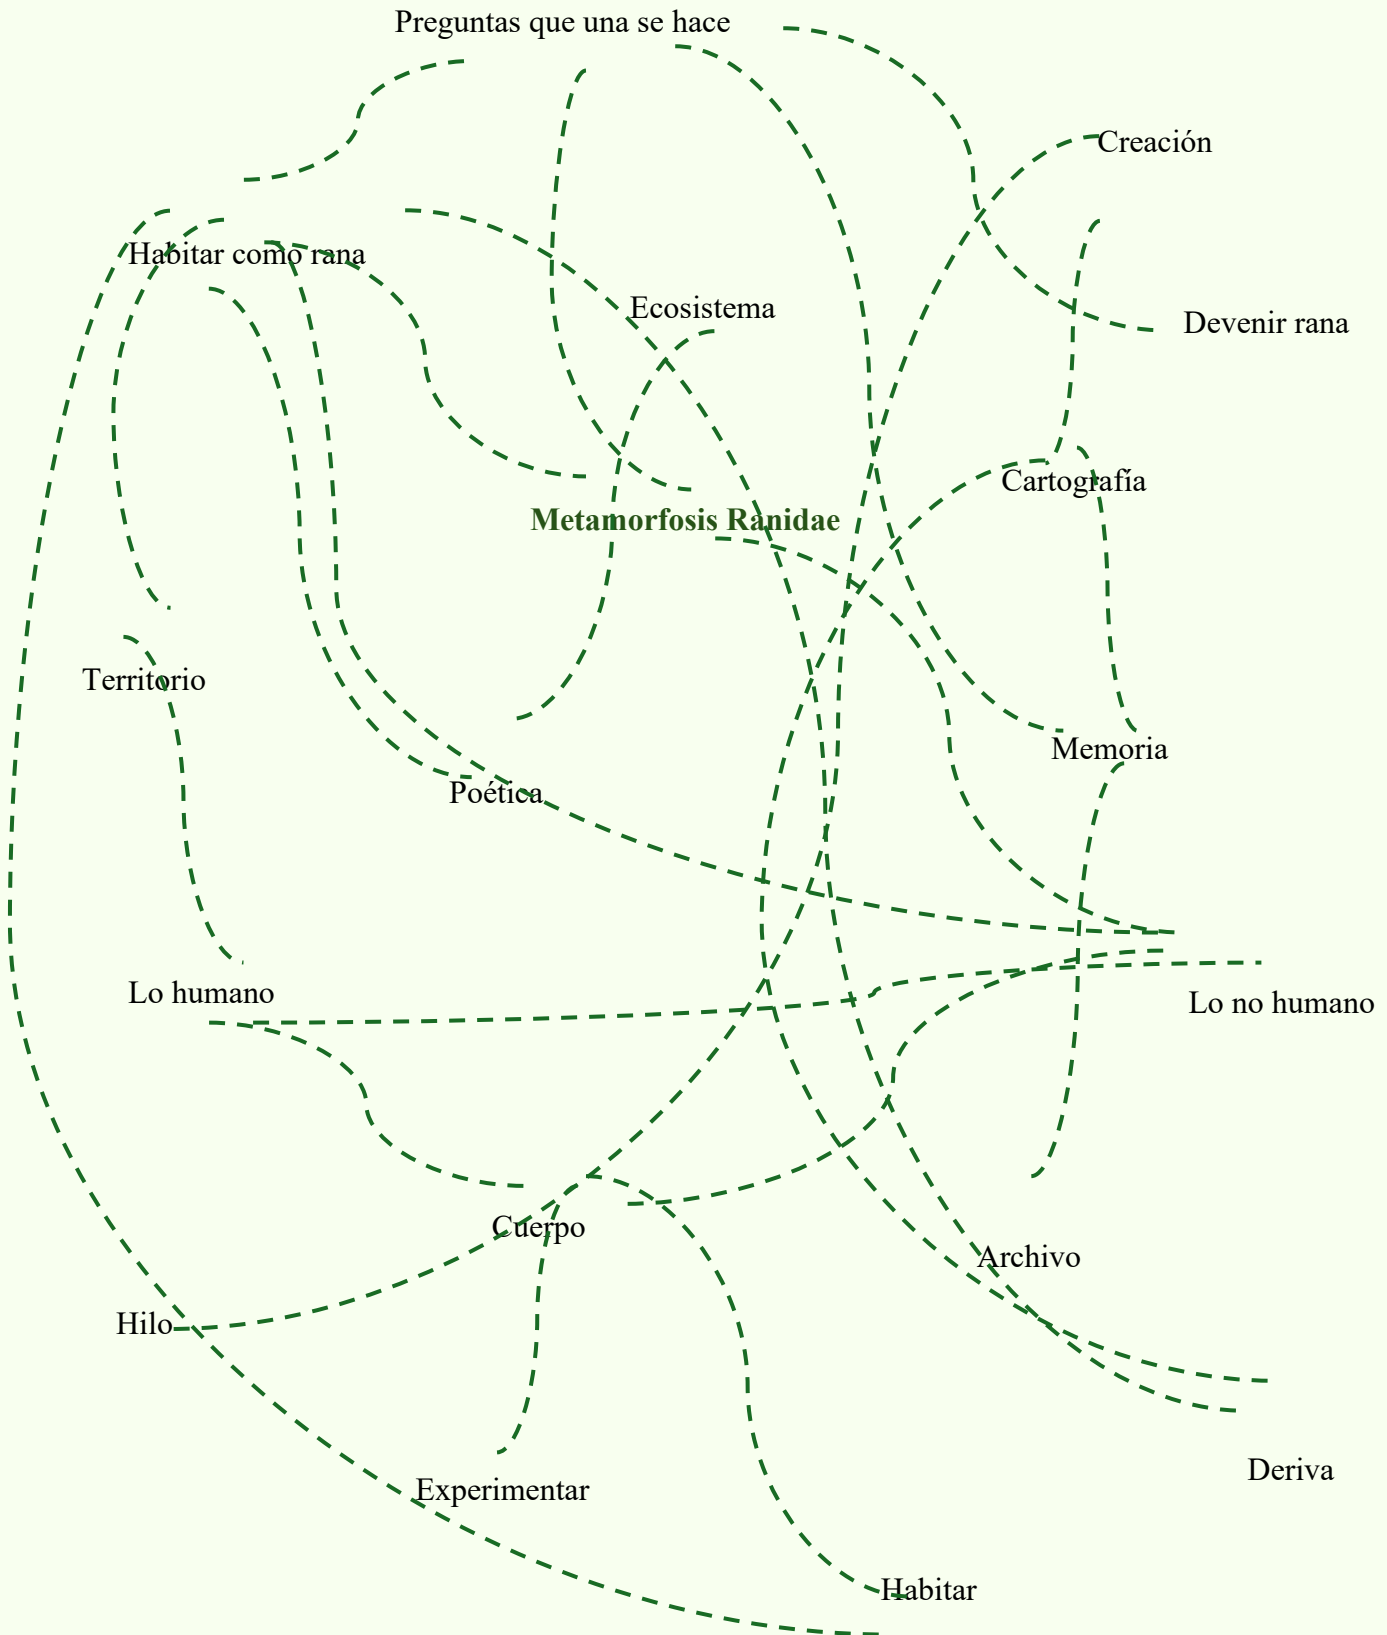 Preguntas que una se hace
Creación
Habitar como rana
Ecosistema
Devenir rana
Cartografía
Metamorfosis Ranidae
Territorio
Memoria
Poética
Lo humano
Lo no humano
Cuerpo
Archivo
Hilo
Deriva
Experimentar
Habitar